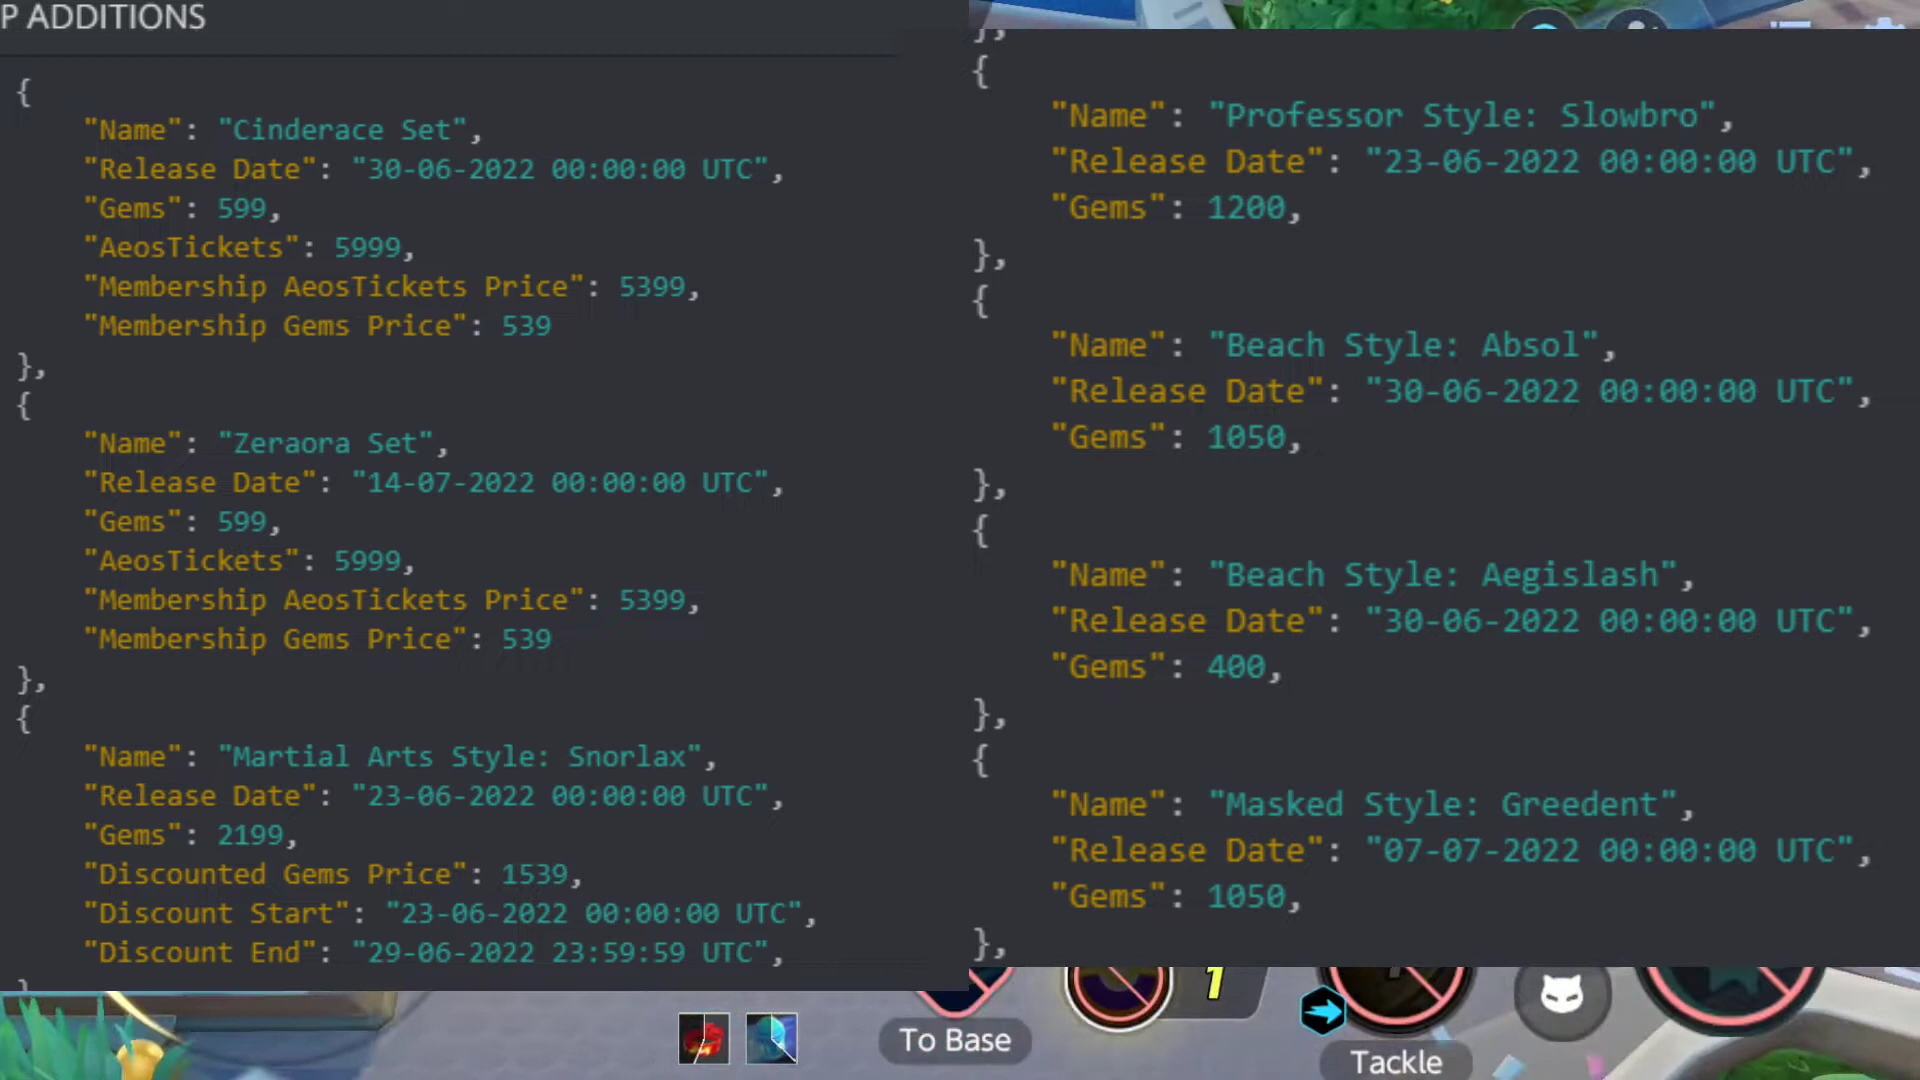 P ADDITIONS
{
"Name": "Cinderace Set",
"Release Date": "30-06-2022 00:00:00 UTC",
"Gems": 599,
"AeosTickets": 5999,
"Membership AeosTickets Price": 5399,
"Membership Gems Price": 539
},
{
"Name": "Zeraora Set",
"Release Date": "14-07-2022 00:00:00 UTC",
"Gems": 599,
"AeosTickets": 5999,
"Membership AeosTickets Price": 5399,
"Membership Gems Price": 539
},
{
"Name": "Martial Arts Style: Snorlax",
"Release Date": "23-06-2022 00:00:00 UTC",
"Gems": 2199,
"Discounted Gems Price": 1539,
"Discount Start": "23-06-2022 00:00:00 UTC",
"Discount End": "29-06-2022 23:59:59 UTC",
}
},
{
"Name": "Professor Style: Slowbro",
"Release Date": "23-06-2022 00:00:00 UTC",
"Gems": 1200,
},
{
"Name": "Beach Style: Absol",
"Release Date": "30-06-2022 00:00:00 UTC",
"Gems": 1050,
},
{
"Name": "Beach Style: Aegislash",
"Release Date": "30-06-2022 00:00:00 UTC",
"Gems": 400,
},
{
"Name": "Masked Style: Greedent",
"Release Date": "07-07-2022 00:00:00 UTC",
"Gems": 1050,
},
1
To Base
Tackle